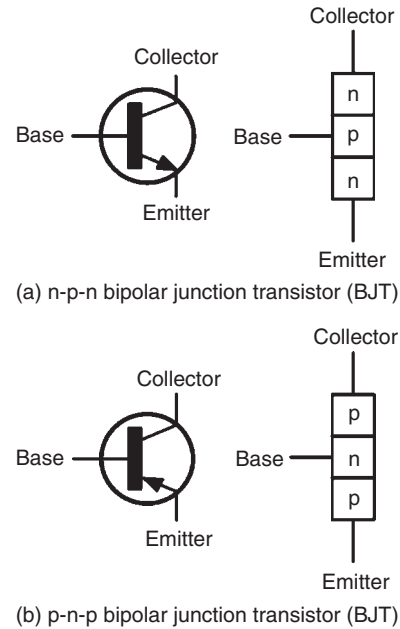 Collector
Collector
n
Base
Base
p
n
Emitter
Emitter
(a) n-p-n bipolar junction transistor (BJT)
Collector
Collector
p
Base
Base
n
p
Emitter
Emitter
(b) p-n-p bipolar junction transistor (BJT)